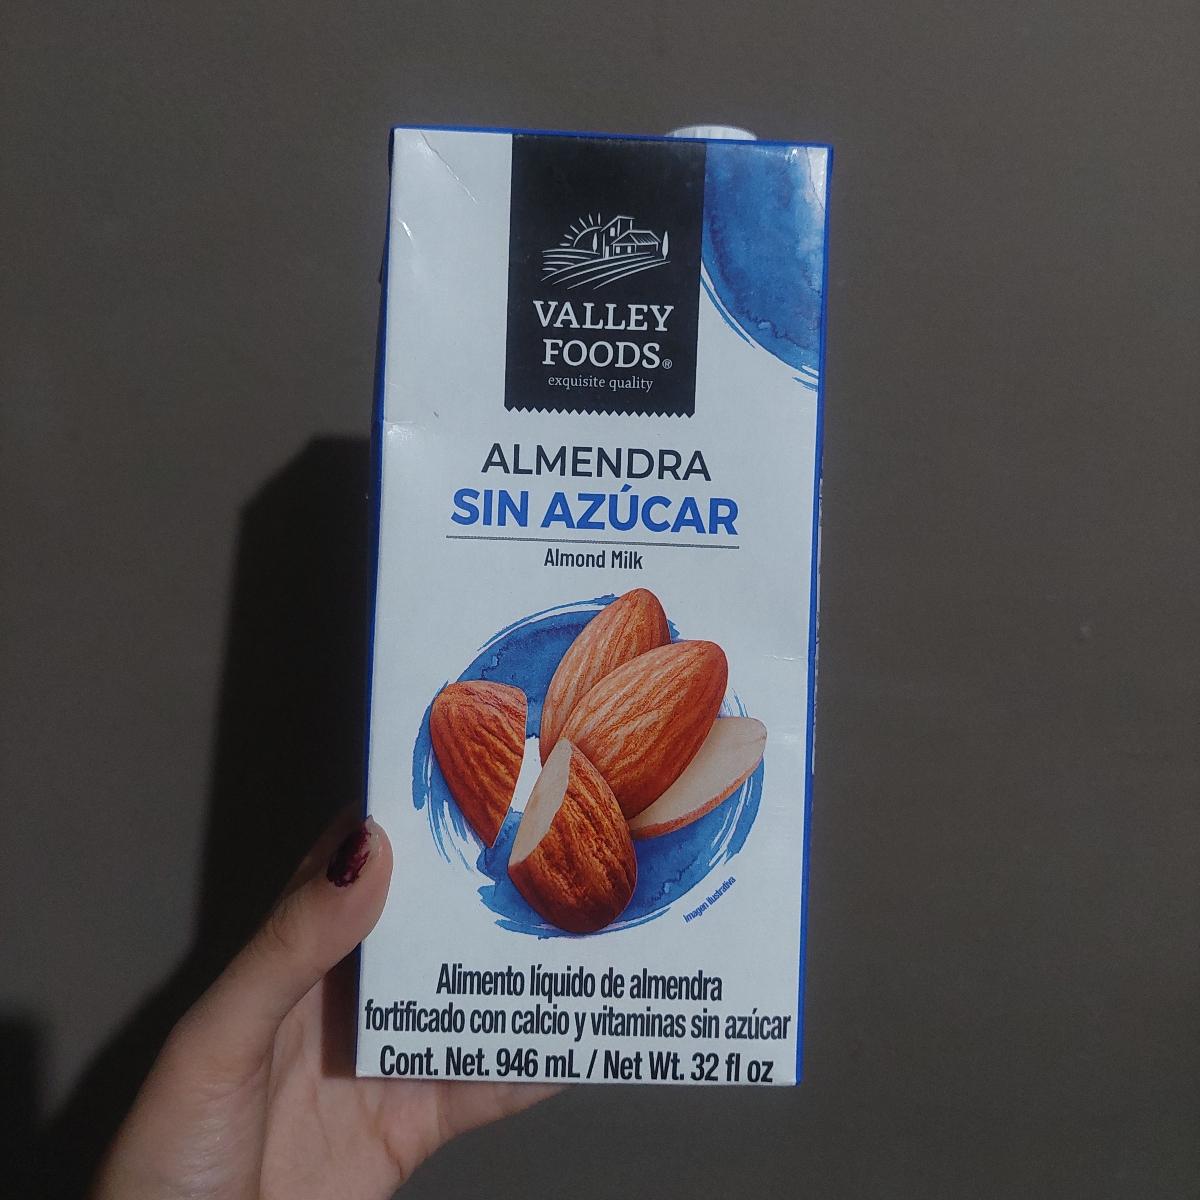 VALLEY
FOODS®
exquisite quality
ALMENDRA
SIN AZÚCAR
Almond Milk
Imagen ilustrativa
Alimento líquido de almendra
fortificado con calcio y vitaminas sin azúcar
Cont. Net. 946 mL / Net Wt. 32 fl oz